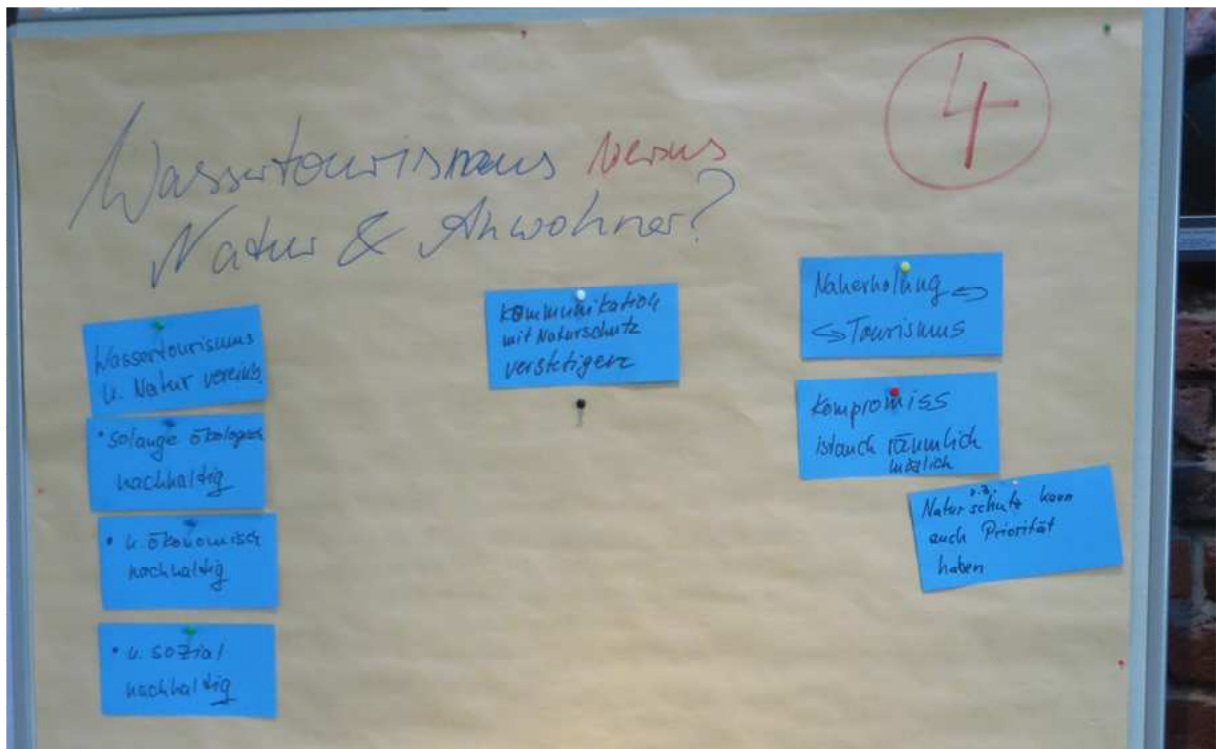 4
Wassertourismus versus
Natur & Anwohner?
Wassertourismus
u. Natur vereinb.
• solange ökologisch
nachhaltig
• u. ökonomisch
nachhaltig
• u. sozial
nachhaltig
Kommunikation
mit Naturschutz
verstetigen
Naherholung
Tourismus
Kompromiss
ist auch räumlich
möglich
Naturschutz kann
auch Priorität
haben